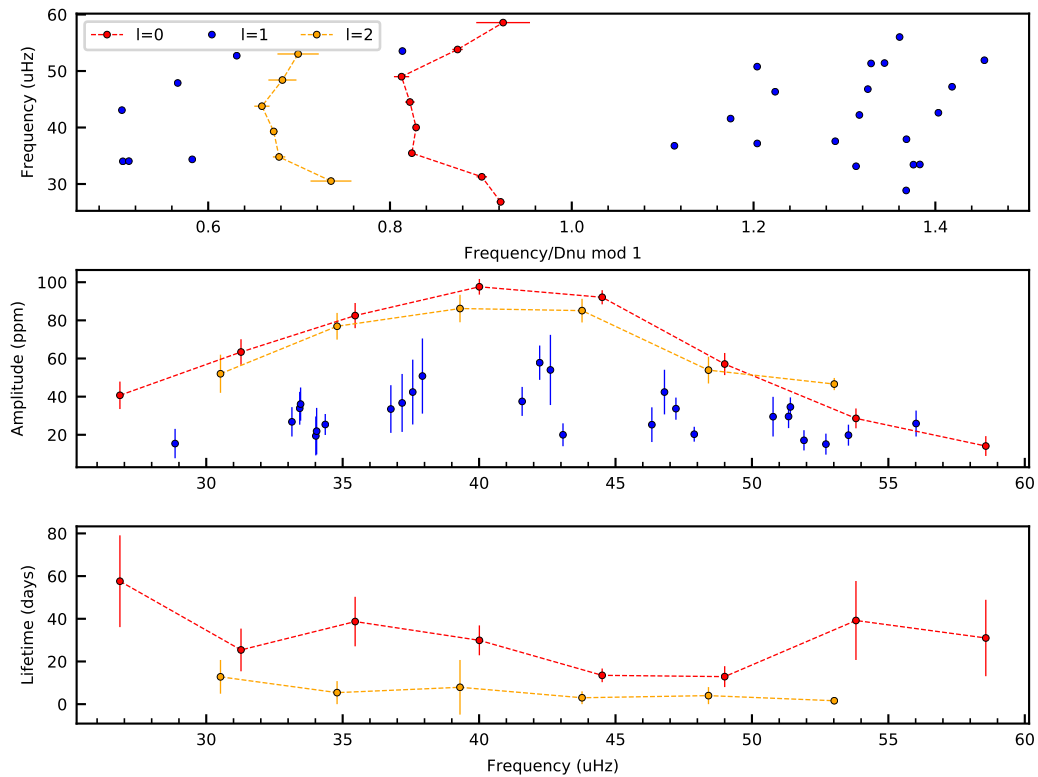 60
50
40
30
Frequency (uHz)
l=0 l=1 l=2
0.6 0.8 1.0 1.2 1.4
Frequency/Dnu mod 1
100
80
60
40
20
Amplitude (ppm)
30 35 40 45 50 55 60
80
60
40
20
0
Lifetime (days)
30 35 40 45 50 55 60
Frequency (uHz)